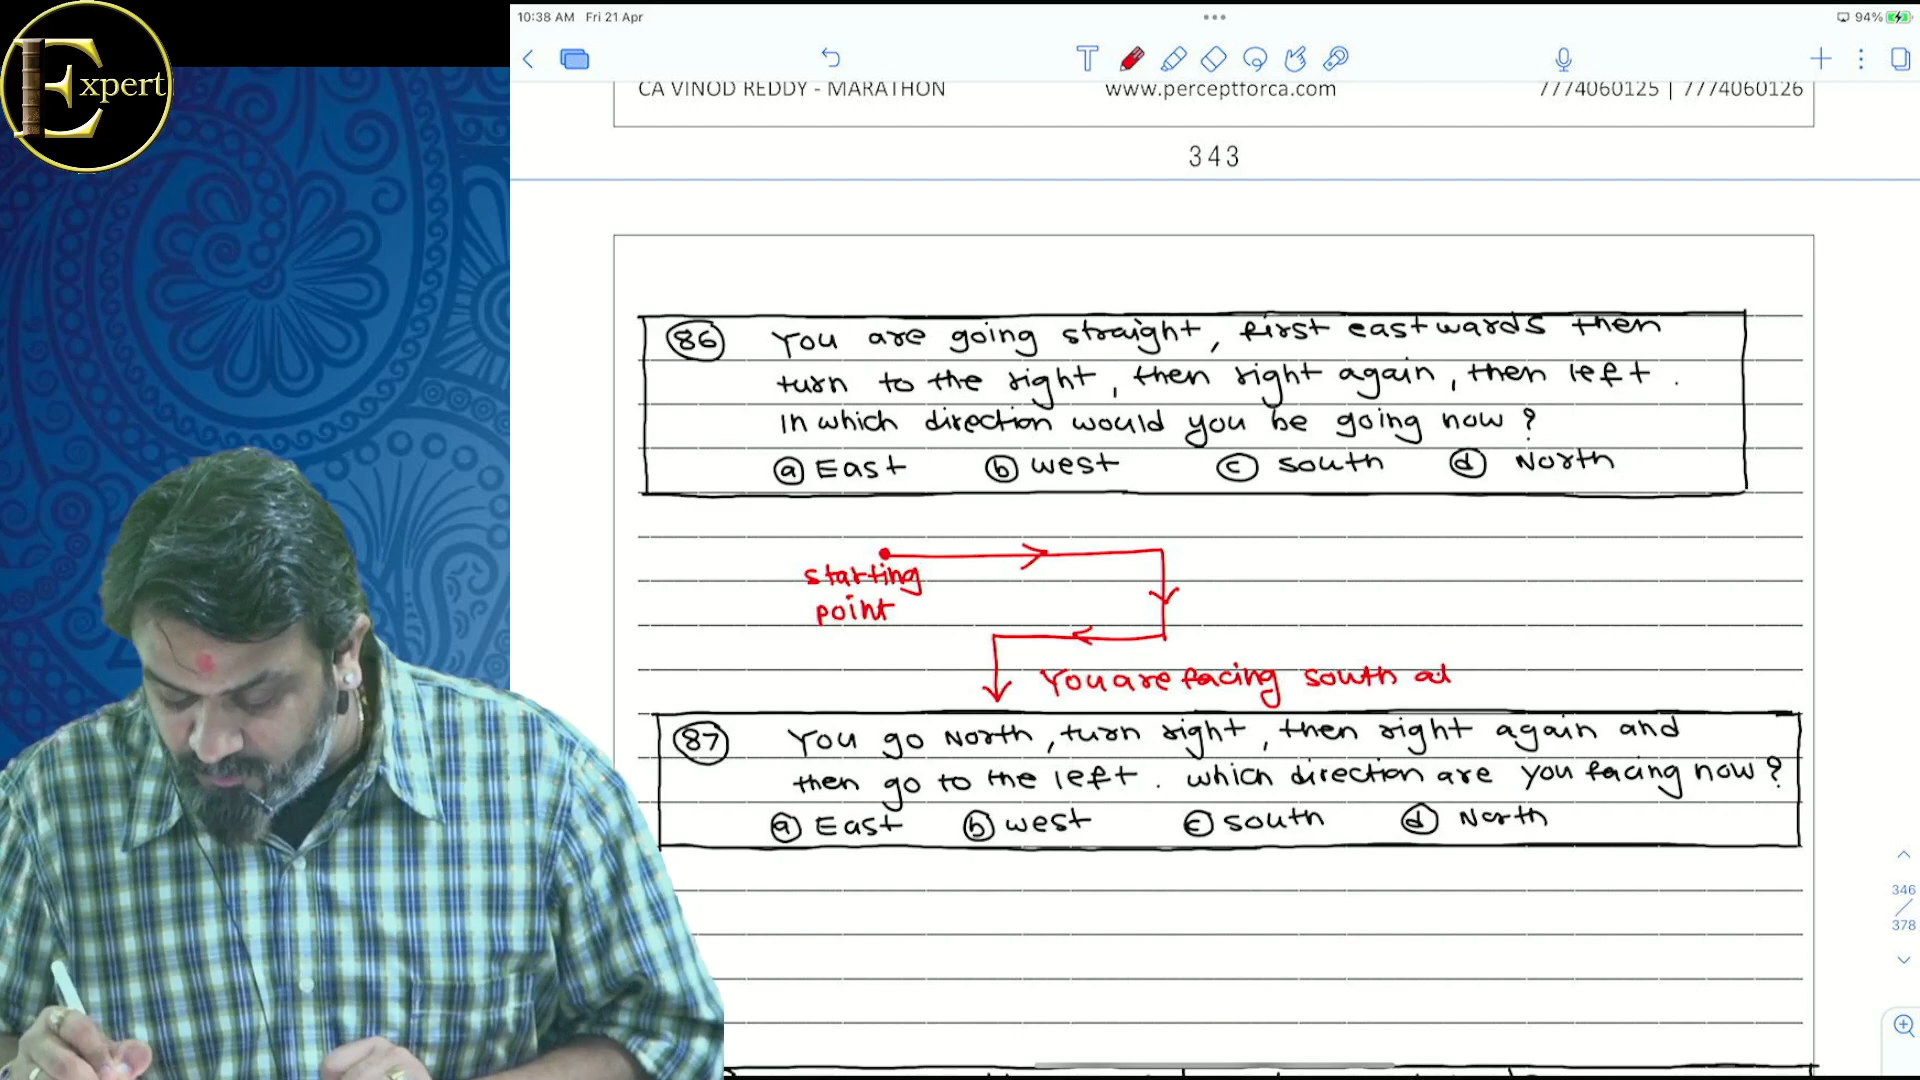 Expert
10:38 AM Fri 21 Apr
94%
CA VINOD REDDY - MARATHON www.perceptforca.com 7774060125 | 7774060126
343
86 You are going straight, first eastwards then
turn to the right, then right again, then left.
In which direction would you be going now?
a East b west c south d North
starting
point
You are facing south at
87 You go North, turn right, then right again and
then go to the left. which direction are you facing now?
a East b west c south d North
346
378